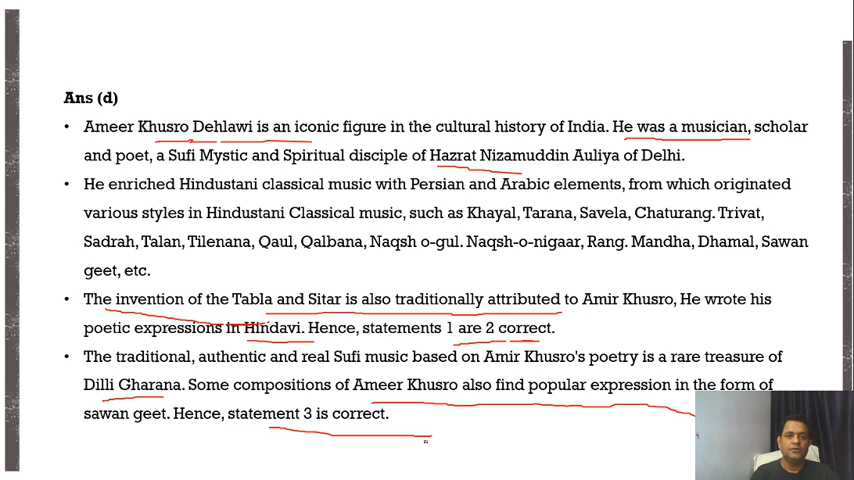 Ans (d)
• Ameer Khusro Dehlawi is an iconic figure in the cultural history of India. He was a musician, scholar
and poet, a Sufi Mystic and Spiritual disciple of Hazrat Nizamuddin Auliya of Delhi.
• He enriched Hindustani classical music with Persian and Arabic elements, from which originated
various styles in Hindustani Classical music, such as Khayal, Tarana, Savela, Chaturang. Trivat,
Sadrah, Talan, Tilenana, Qaul, Qalbana, Naqsh o-gul. Naqsh-o-nigaar, Rang. Mandha, Dhamal, Sawan
geet, etc.
• The invention of the Tabla and Sitar is also traditionally attributed to Amir Khusro, He wrote his
poetic expressions in Hindavi. Hence, statements 1 are 2 correct.
• The traditional, authentic and real Sufi music based on Amir Khusro's poetry is a rare treasure of
Dilli Gharana. Some compositions of Ameer Khusro also find popular expression in the form of
sawan geet. Hence, statement 3 is correct.